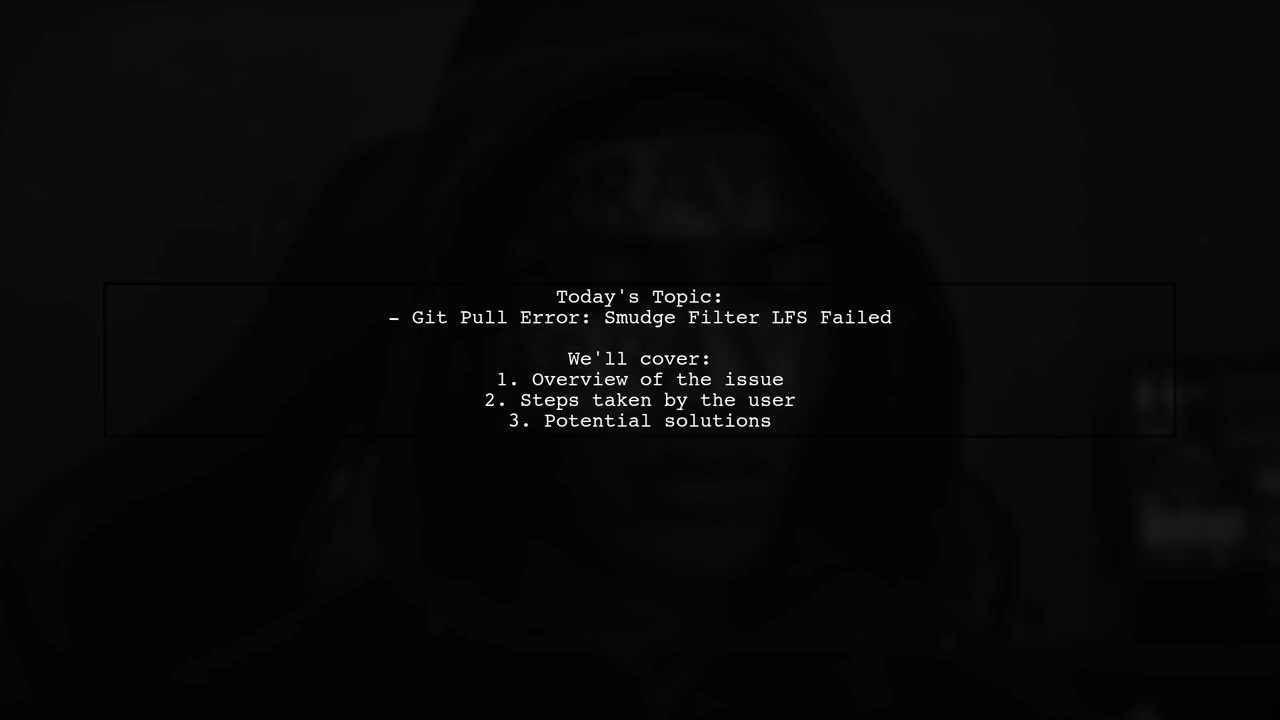 Today's Topic:
- Git Pull Error: Smudge Filter LFS Failed
We'll cover:
1. Overview of the issue
2. Steps taken by the user
3. Potential solutions